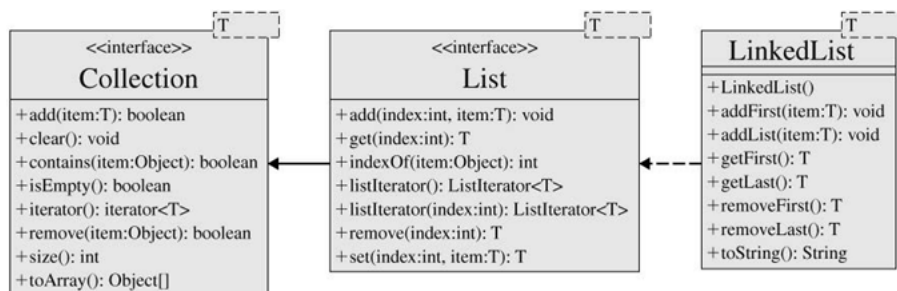 T
<<interface>>
Collection
+add(item:T): boolean
+clear(): void
+contains(item:Object): boolean
+isEmpty(): boolean
+iterator(): iterator<T>
+remove(item:Object): boolean
+size(): int
+toArray(): Object[]
T
<<interface>>
List
+add(index:int, item:T): void
+get(index:int): T
+indexOf(item:Object): int
+listIterator(): ListIterator<T>
+listIterator(index:int): ListIterator<T>
+remove(index:int): T
+set(index:int, item:T): T
T
LinkedList
+LinkedList()
+addFirst(item:T): void
+addList(item:T): void
+getFirst(): T
+getLast(): T
+removeFirst(): T
+removeLast(): T
+toString(): String